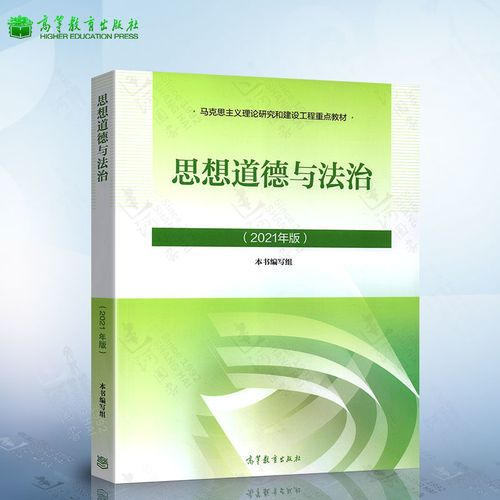 高等教育出版社
HIGHER EDUCATION PRESS
· 马克思主义理论研究和建设工程重点教材 ·
思想道德与法治
（2021年版）
本书编写组
高等教育出版社
思想道德与法治
（2021年版）
本书编写组